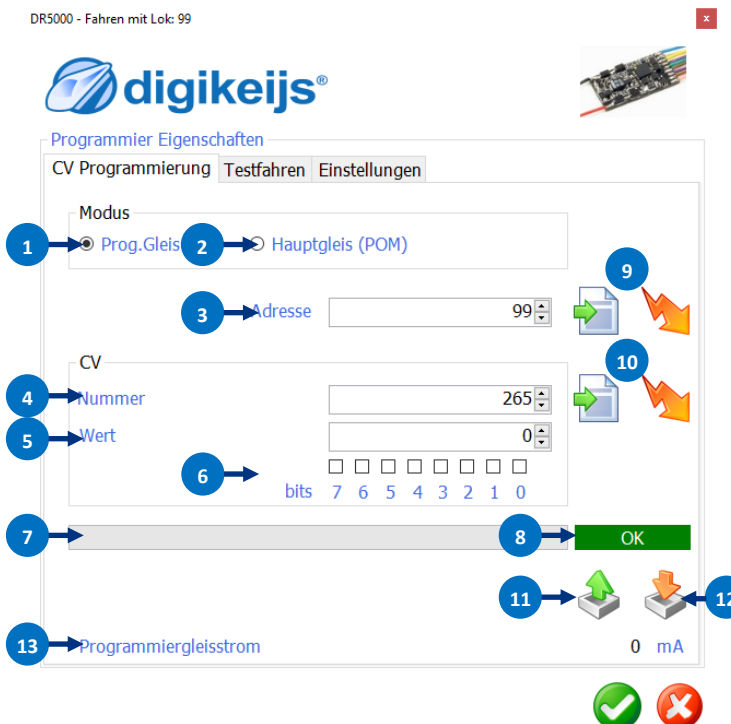 DR5000 - Fahren mit Lok: 99
x
digikeijs®
Programmier Eigenschaften
CV Programmierung Testfahren Einstellungen
Modus
1 Prog.Gleis 2 Hauptgleis (POM)
9
3 Adresse 99
CV
10
4 Nummer 265
5 Wert 0
6
bits 7 6 5 4 3 2 1 0
7 8 OK
11 12
13 Programmiergleisstrom 0 mA